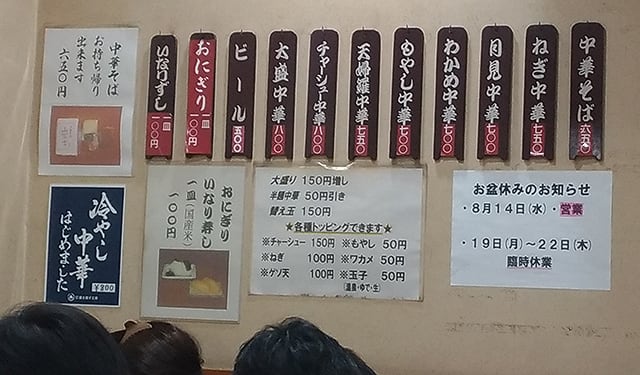 中華そば 六五〇
ねぎ中華 七五〇
月見中華 七〇〇
わかめ中華 七〇〇
もやし中華 七〇〇
天婦羅中華 七五〇
チャーシュー中華 八〇〇
大盛中華 八〇〇
ビール 五〇〇
おにぎり 一皿 一〇〇円
いなりずし 一皿 一〇〇円
中華そば
お持ち帰り
出来ます
六五〇円
冷やし
中華
はじめました
¥800
おにぎり
いなり寿し
一皿(国産米)
一〇〇円
大盛り 150円増し
半麺中華 50円引き
替え玉 150円
★各種トッピングできます★
※チャーシュー 150円 ※もやし 50円
※ねぎ 100円 ※ワカメ 50円
※ゲソ天 100円 ※玉子 50円
(温泉・ゆで・生)
お盆休みのお知らせ
・8月14日(水)・営業
・19日(月)~22日(木)
臨時休業